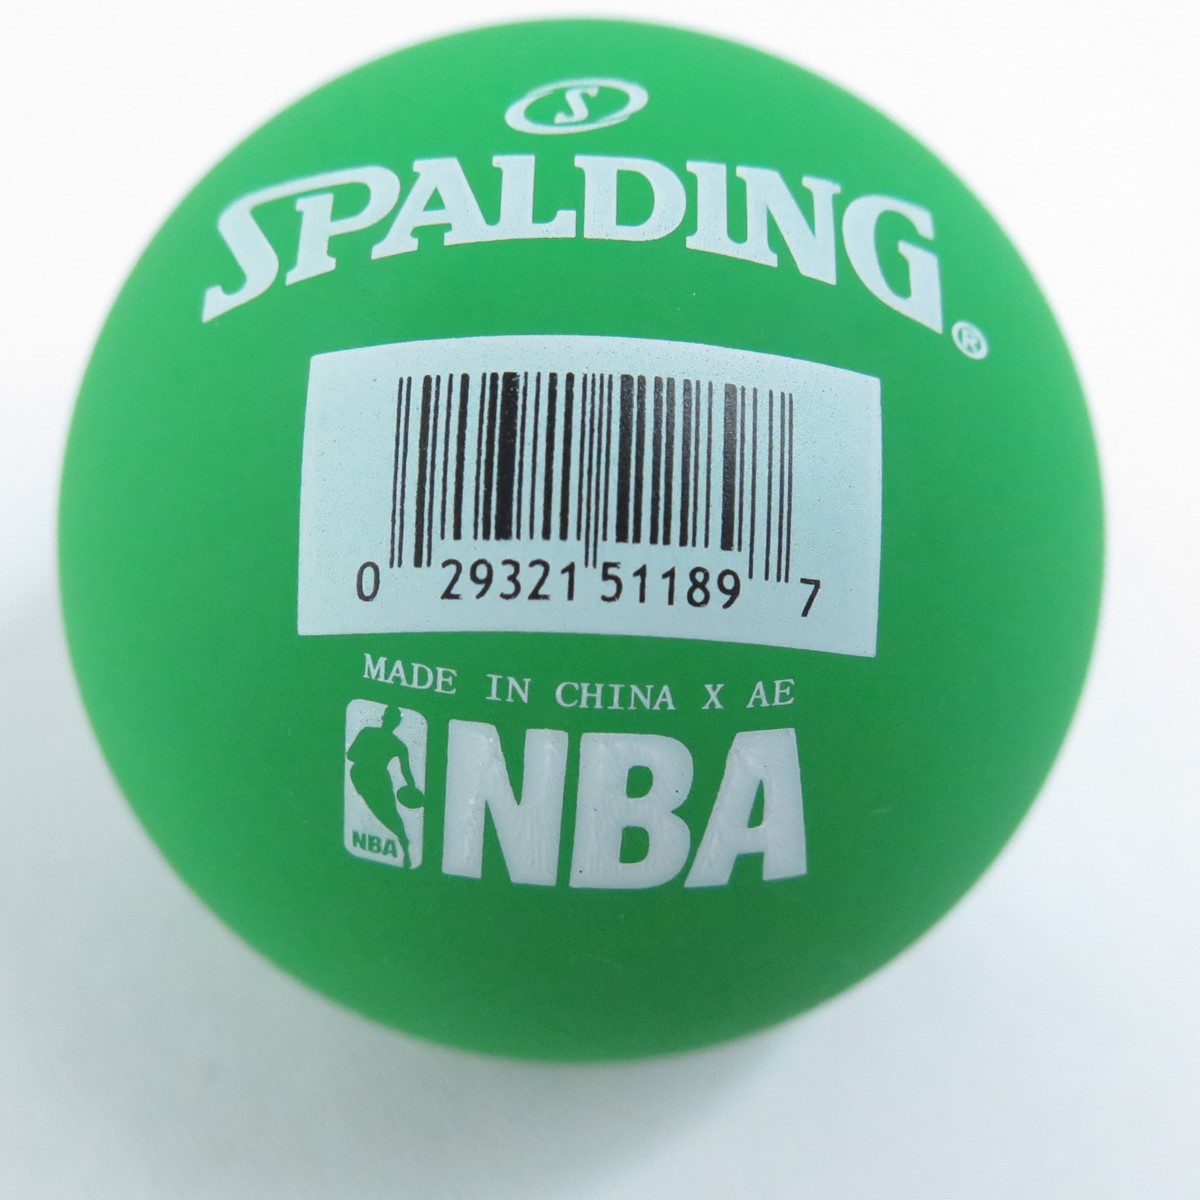 S
SPALDING®
0 29321 51189 7
MADE IN CHINA X AE
NBA NBA